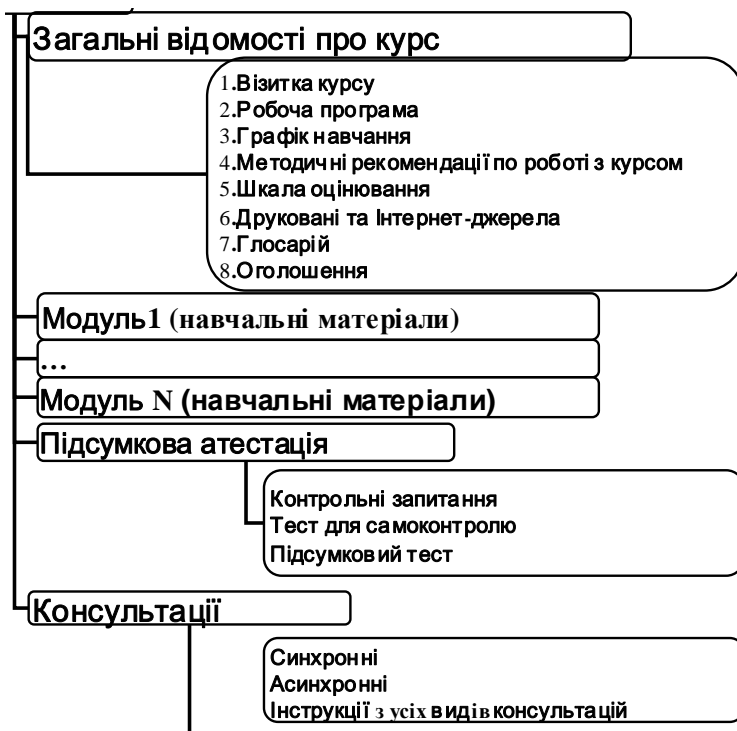 Загальні відомості про курс
1.Візитка курсу
2.Робоча програма
3.Графік навчання
4.Методичні рекомендації по роботі з курсом
5.Шкала оцінювання
6.Друковані та Інтернет-джерела
7.Глосарій
8.Оголошення
Модуль1 (навчальні матеріали)
...
Модуль N (навчальні матеріали)
Підсумкова атестація
Контрольні запитання
Тест для самоконтролю
Підсумковий тест
Консультації
Синхронні
Асинхронні
Інструкції з усіх видів консультацій